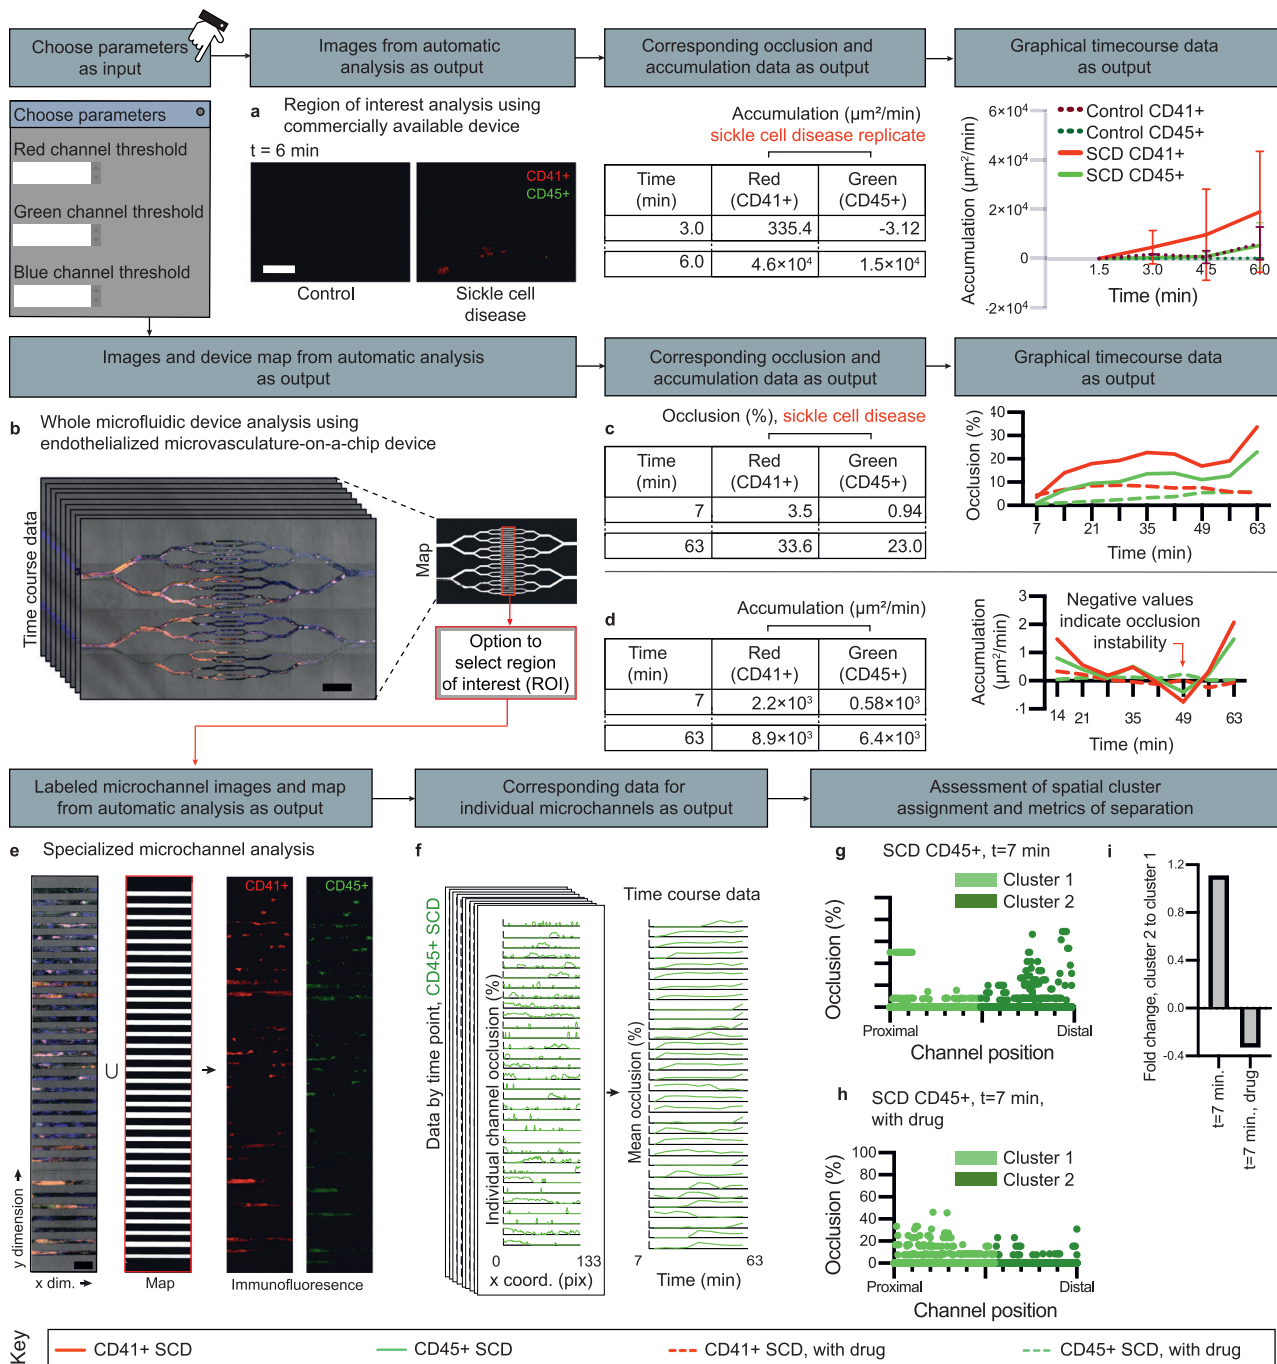 Choose parameters
as input
Images from automatic
analysis as output
Corresponding occlusion and
accumulation data as output
Graphical timecourse data
as output
Choose parameters
Red channel threshold
Green channel threshold
Blue channel threshold
a Region of interest analysis using
commercially available device
t = 6 min
CD41+
CD45+
Control
Sickle cell
disease
Accumulation (µm²/min)
sickle cell disease replicate
Time
(min)
Red
(CD41+)
Green
(CD45+)
3.0 335.4 -3.12
6.0 4.6×10⁴ 1.5×10⁴
Accumulation (µm²/min)
6×10⁴
4×10⁴
2×10⁴
0
-2×10⁴
Control CD41+
Control CD45+
SCD CD41+
SCD CD45+
1.5 3.0 4.5 6.0
Time (min)
Images and device map from automatic analysis
as output
Corresponding occlusion and
accumulation data as output
Graphical timecourse data
as output
b Whole microfluidic device analysis using
endothelialized microvasculature-on-a-chip device
Time course data
Map
Option to
select region
of interest (ROI)
c
Occlusion (%), sickle cell disease
Time
(min)
Red
(CD41+)
Green
(CD45+)
7 3.5 0.94
63 33.6 23.0
Occlusion (%)
40
30
20
10
0
7 21 35 49 63
Time (min)
d
Accumulation (µm²/min)
Time
(min)
Red
(CD41+)
Green
(CD45+)
7 2.2×10³ 0.58×10³
63 8.9×10³ 6.4×10³
Accumulation
(µm²/min)
3
2
1
0
-1
Negative values
indicate occlusion
instability
14 21 35 49 63
Time (min)
Labeled microchannel images and map
from automatic analysis as output
Corresponding data for
individual microchannels as output
Assessment of spatial cluster
assignment and metrics of separation
e Specialized microchannel analysis
CD41+
CD45+
y dimension
x dim.
Map
Immunofluoresence
f
Data by time point, CD45+ SCD
Individual channel occlusion (%)
0 133
x coord. (pix)
Time course data
Mean occlusion (%)
7 63
Time (min)
g SCD CD45+, t=7 min
Cluster 1
Cluster 2
Occlusion (%)
Proximal Distal
Channel position
h SCD CD45+, t=7 min,
with drug
Cluster 1
Cluster 2
Occlusion (%)
100
80
60
40
20
0
Proximal Distal
Channel position
i
Fold change, cluster 2 to cluster 1
1.2
0.8
0.4
0.0
-0.4
t=7 min.
t=7 min., drug
Key
CD41+ SCD
CD45+ SCD
CD41+ SCD, with drug
CD45+ SCD, with drug